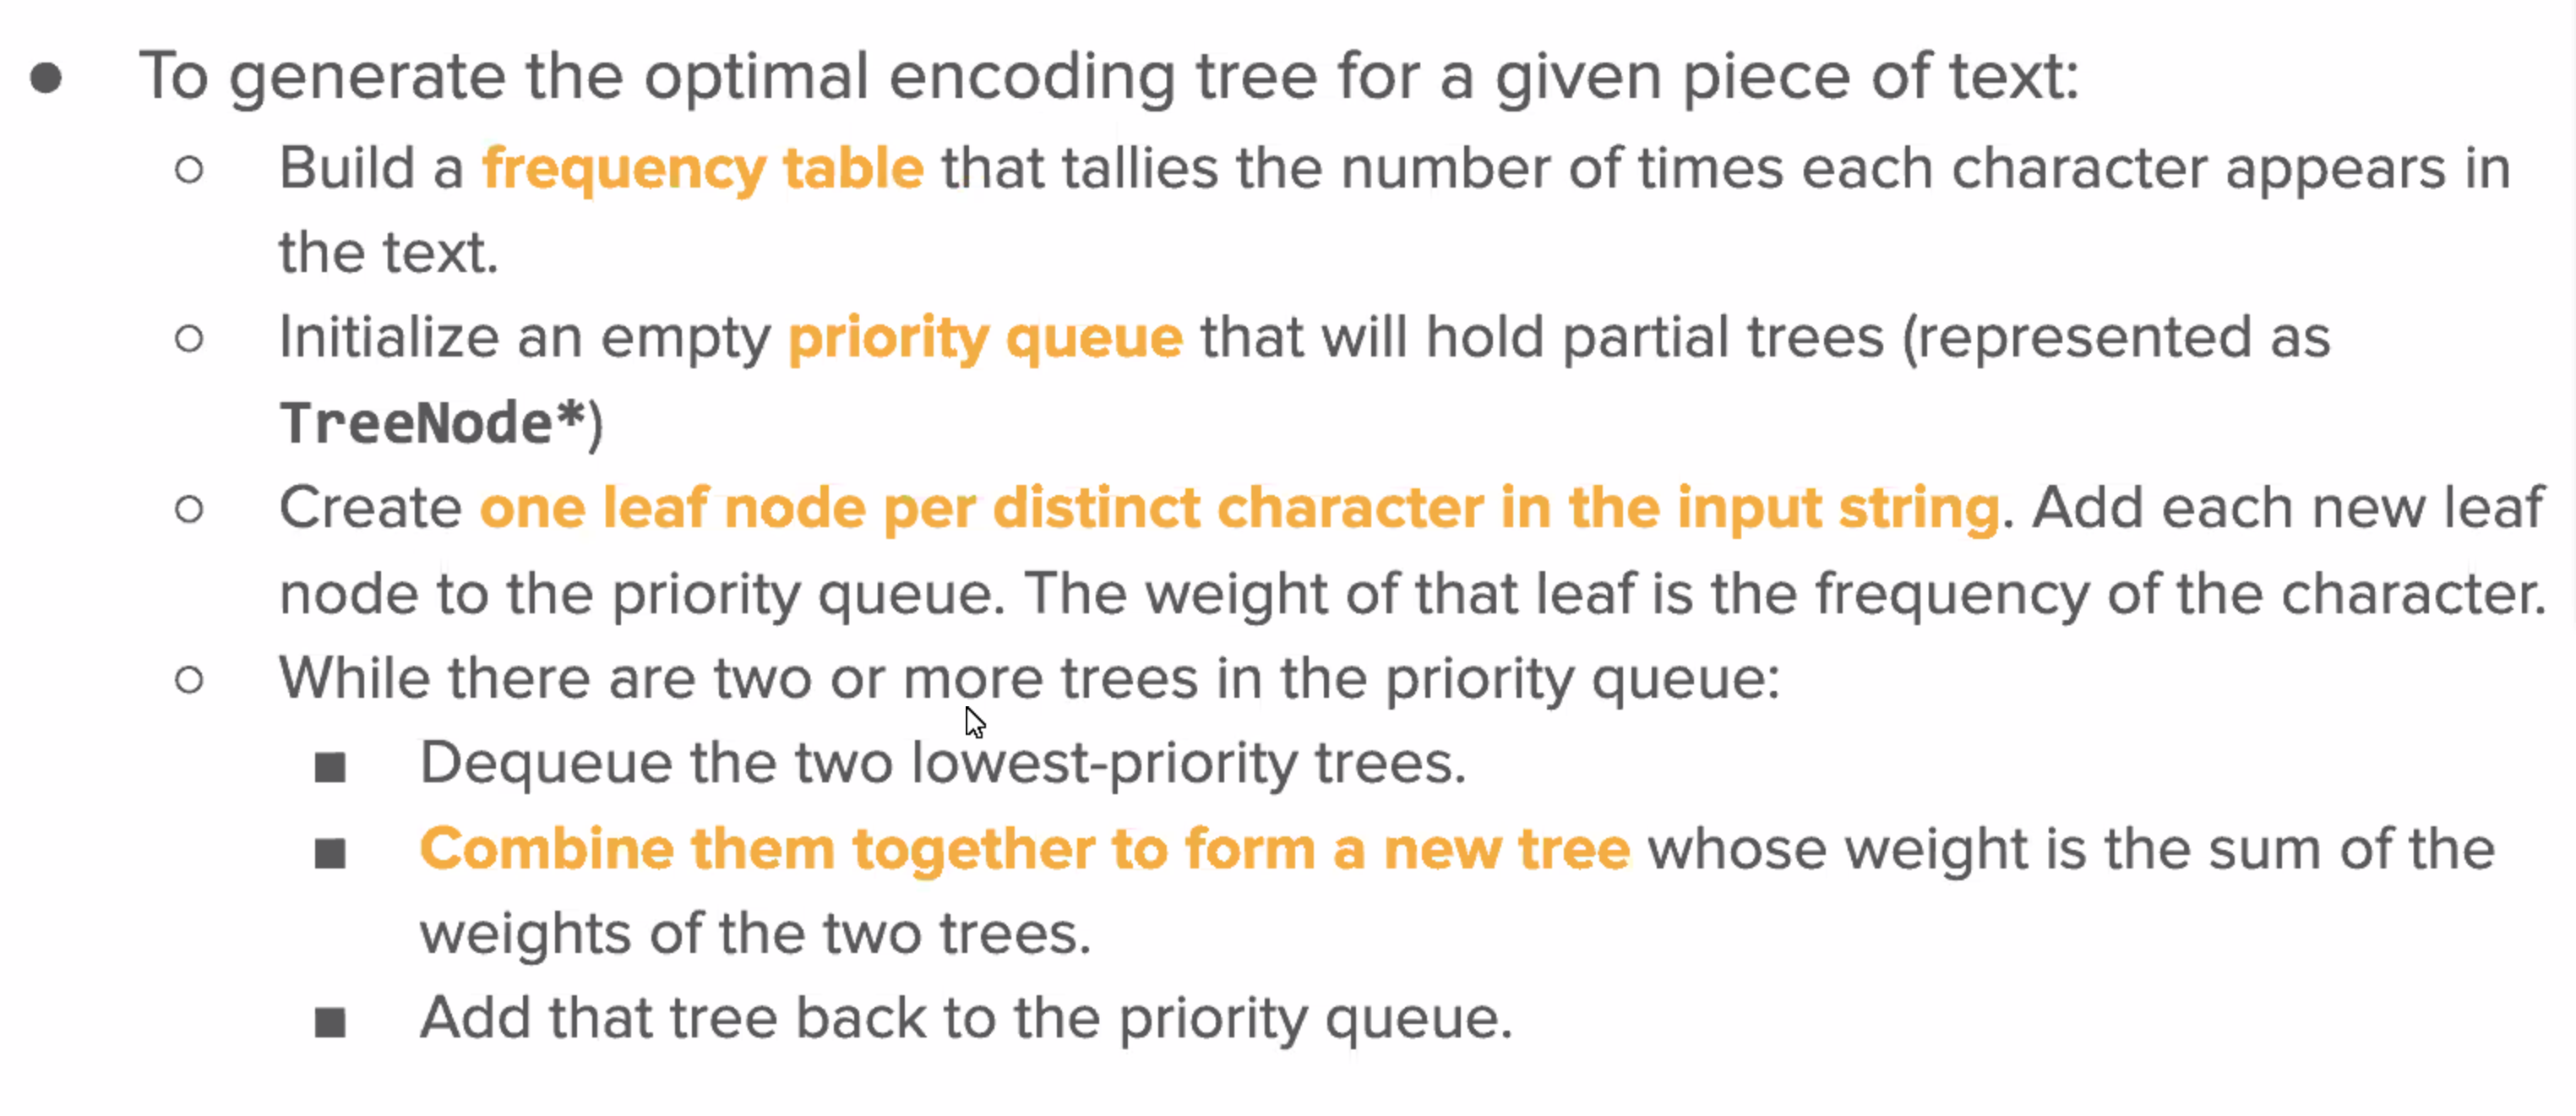 ● To generate the optimal encoding tree for a given piece of text:
○ Build a frequency table that tallies the number of times each character appears in
the text.
○ Initialize an empty priority queue that will hold partial trees (represented as
TreeNode*)
○ Create one leaf node per distinct character in the input string. Add each new leaf
node to the priority queue. The weight of that leaf is the frequency of the character.
○ While there are two or more trees in the priority queue:
■ Dequeue the two lowest-priority trees.
■ Combine them together to form a new tree whose weight is the sum of the
weights of the two trees.
■ Add that tree back to the priority queue.